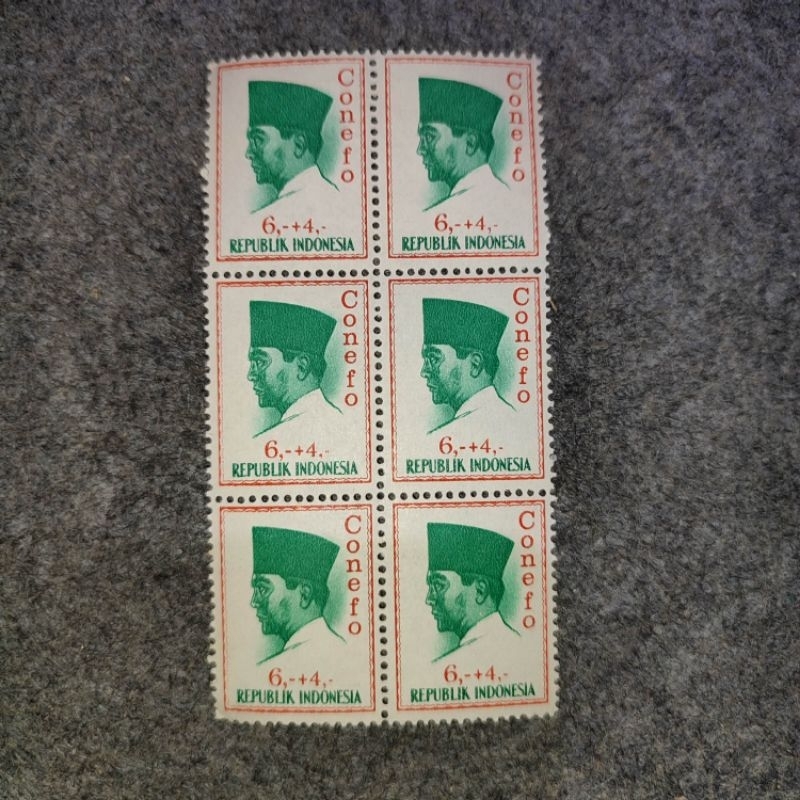 Conefo
6,-+4,-
REPUBLIK INDONESIA
Conefo
6,-+4,-
REPUBLIK INDONESIA
Conefo
6,-+4,-
REPUBLIK INDONESIA
Conefo
6,-+4,-
REPUBLIK INDONESIA
Conefo
6,-+4,-
REPUBLIK INDONESIA
Conefo
6,-+4,-
REPUBLIK INDONESIA